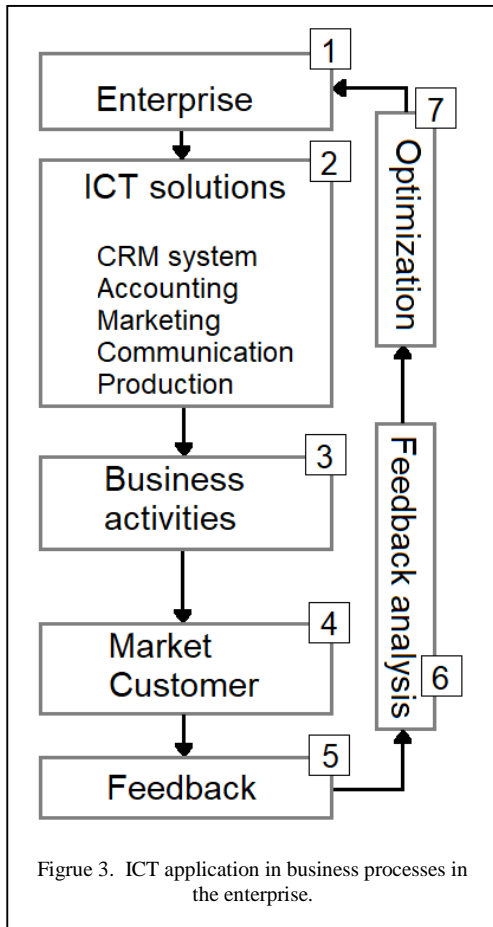 1
Enterprise
2
ICT solutions
CRM system
Accounting
Marketing
Communication
Production
3
Business
activities
4
Market
Customer
5
Feedback
6
Feedback analysis
7
Optimization
Figrue 3. ICT application in business processes in
the enterprise.